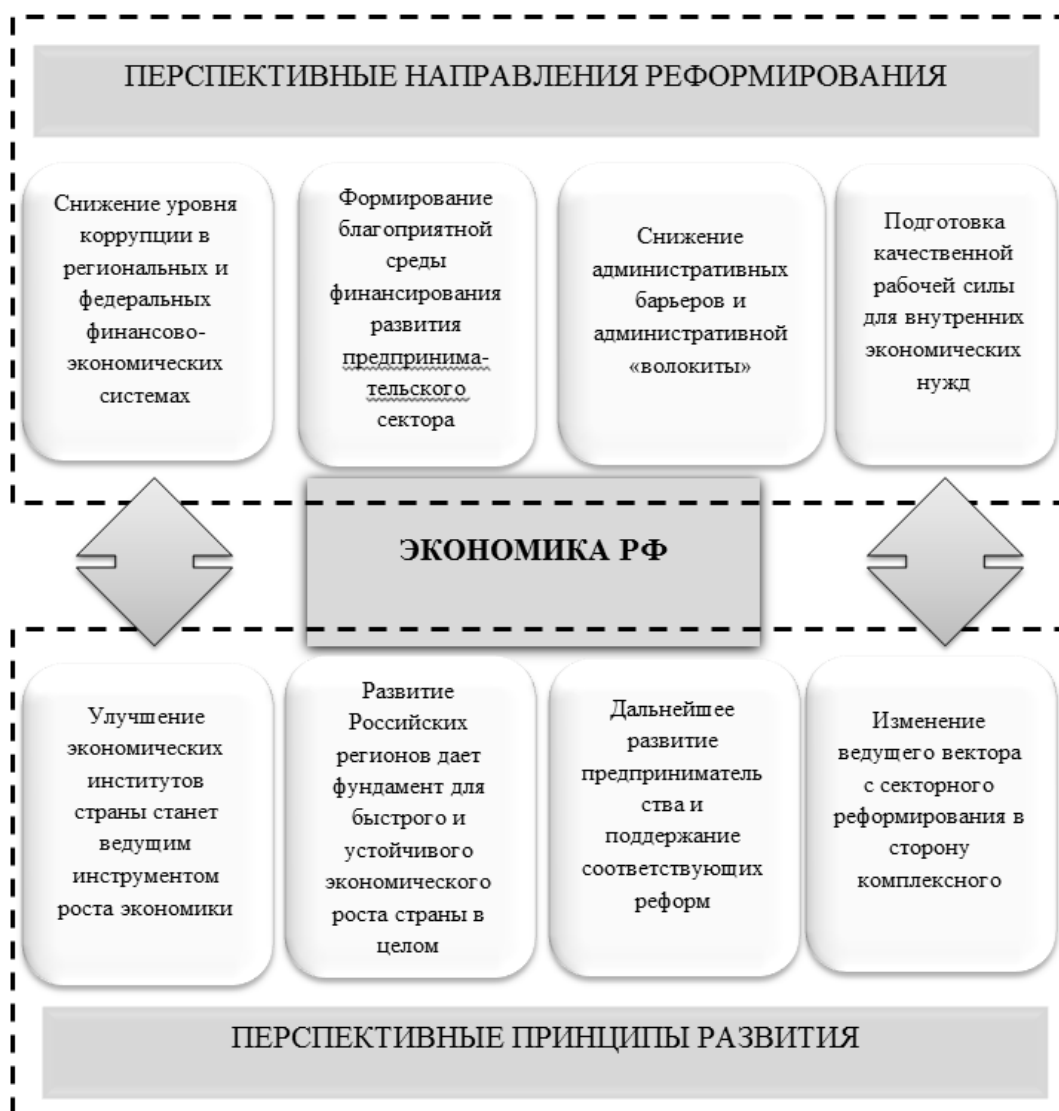 ПЕРСПЕКТИВНЫЕ НАПРАВЛЕНИЯ РЕФОРМИРОВАНИЯ
Снижение уровня
коррупции в
региональных и
федеральных
финансово-
экономических
системах
Формирование
благоприятной
среды
финансирования
развития
предпринима-
тельского
сектора
Снижение
административных
барьеров и
административной
«волокиты»
Подготовка
качественной
рабочей силы
для внутренних
экономических
нужд
ЭКОНОМИКА РФ
Улучшение
экономических
институтов
страны станет
ведущим
инструментом
роста экономики
Развитие
Российских
регионов дает
фундамент для
быстрого и
устойчивого
экономического
роста страны в
целом
Дальнейшее
развитие
предприниматель
ства и
поддержание
соответствующих
реформ
Изменение
ведущего вектора
с секторного
реформирования в
сторону
комплексного
ПЕРСПЕКТИВНЫЕ ПРИНЦИПЫ РАЗВИТИЯ